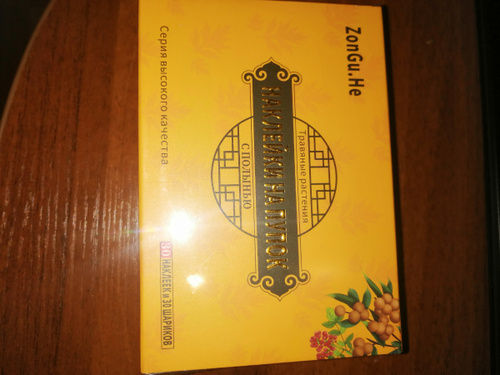 ZonGu.He
Травяные растения
НАКЛЕЙКИ НА ПУПОК
С ПОЛЫНЬЮ
Серия высокого качества
30 НАКЛЕЕК И 30 ШАРИКОВ